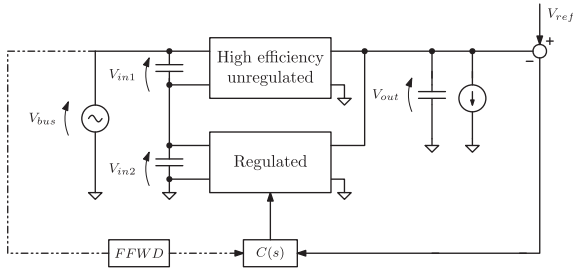 V_ref
+
High efficiency
unregulated
V_in1
−
V_bus
V_out
V_in2
Regulated
FFWD
C(s)